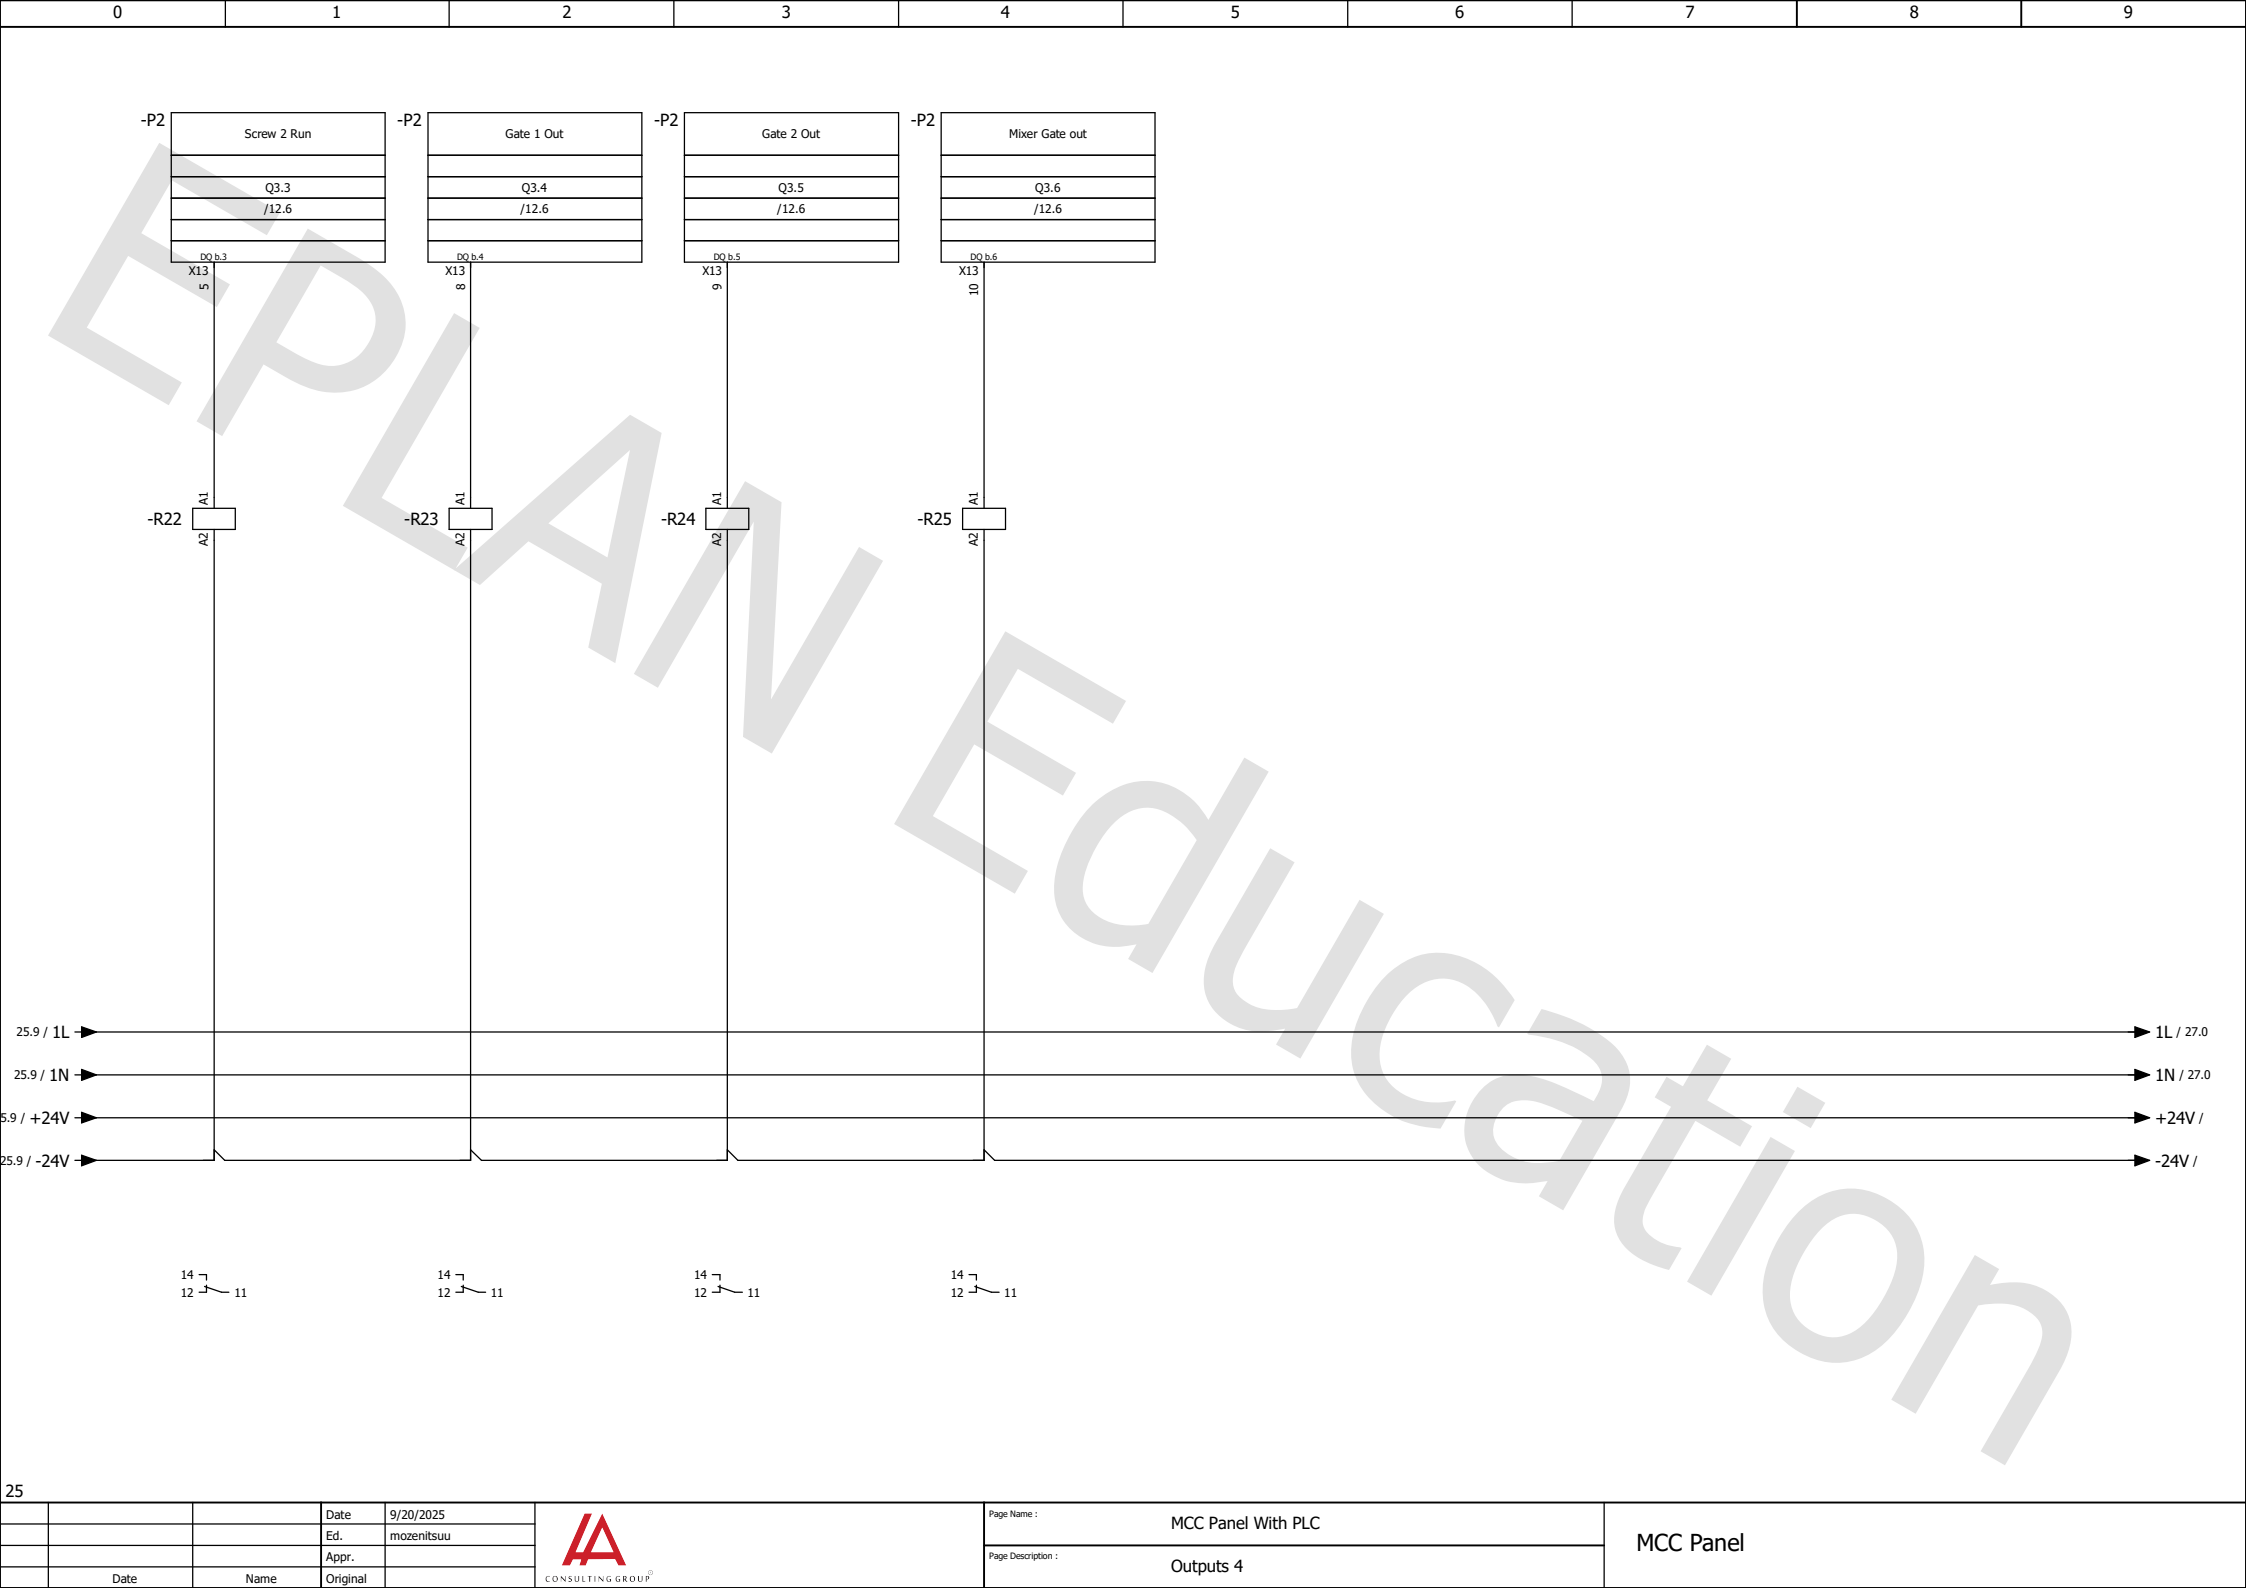 0 1 2 3 4 5 6 7 8 9
-P2 Screw 2 Run -P2 Gate 1 Out -P2 Gate 2 Out -P2 Mixer Gate out
Q3.3 Q3.4 Q3.5 Q3.6
/12.6 /12.6 /12.6 /12.6
DQ b.3 DQ b.4 DQ b.5 DQ b.6
X13 X13 X13 X13
5 8 9 10
A1 A1 A1 A1
-R22 -R23 -R24 -R25
A2 A2 A2 A2
EPLAN Education
25.9 / 1L 1L / 27.0
25.9 / 1N 1N / 27.0
5.9 / +24V +24V /
25.9 / -24V -24V /
14 14 14 14
12 11 12 11 12 11 12 11
25
Date 9/20/2025
Ed. mozenitsuu
Appr.
Date Name Original
CONSULTING GROUP
Page Name : MCC Panel With PLC
Page Description : Outputs 4
MCC Panel